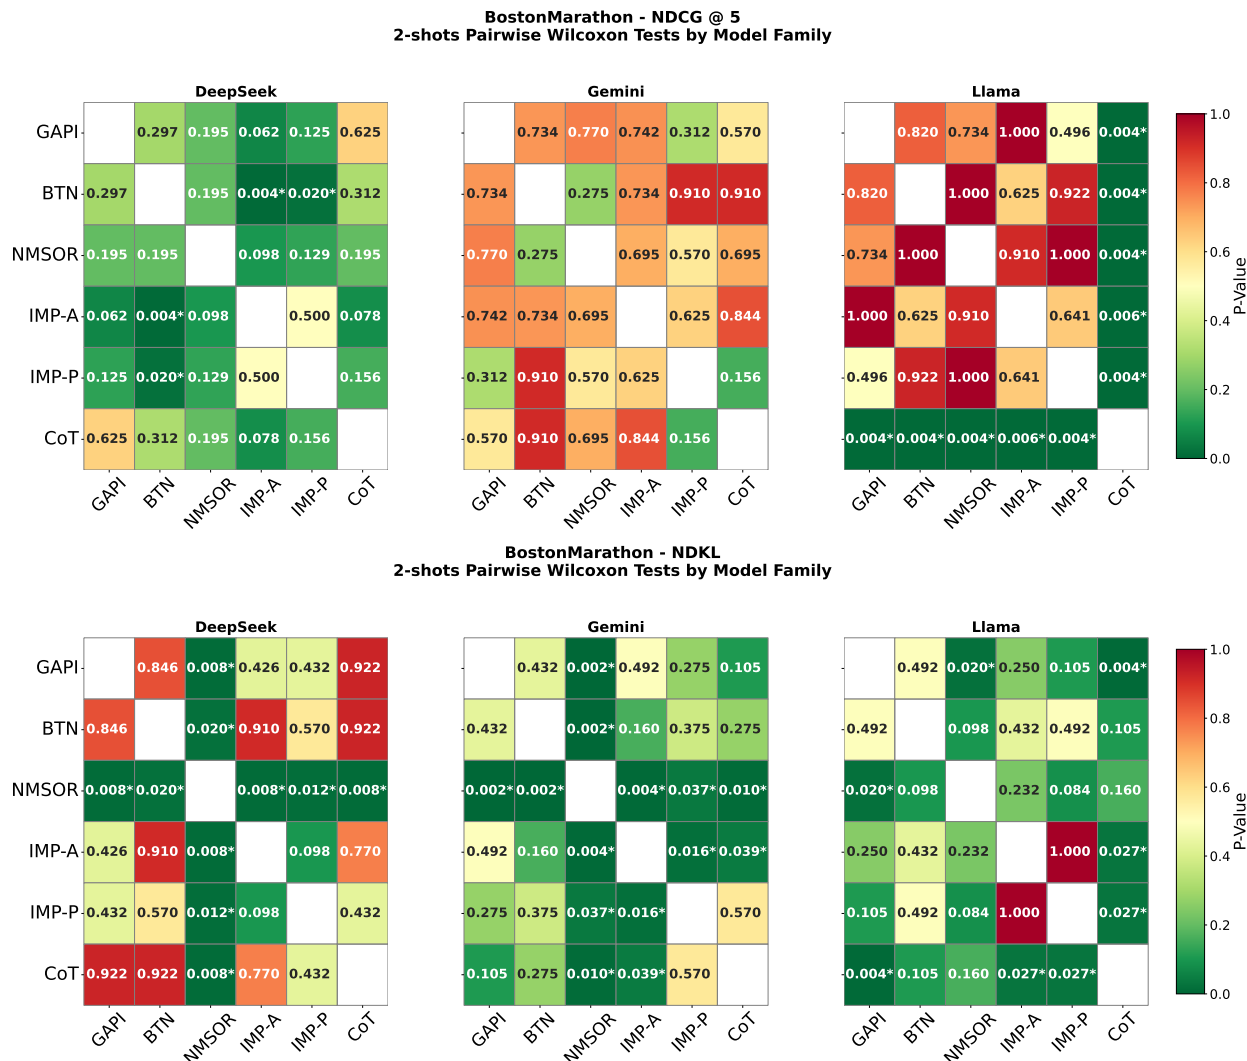 BostonMarathon - NDCG @ 5
2-shots Pairwise Wilcoxon Tests by Model Family
DeepSeek Gemini Llama
GAPI 0.297 0.195 0.062 0.125 0.625 0.734 0.770 0.742 0.312 0.570 0.820 0.734 1.000 0.496 0.004*
BTN 0.297 0.195 0.004* 0.020* 0.312 0.734 0.275 0.734 0.910 0.910 0.820 1.000 0.625 0.922 0.004*
NMSOR 0.195 0.195 0.098 0.129 0.195 0.770 0.275 0.695 0.570 0.695 0.734 1.000 0.910 1.000 0.004*
IMP-A 0.062 0.004* 0.098 0.500 0.078 0.742 0.734 0.695 0.625 0.844 1.000 0.625 0.910 0.641 0.006*
IMP-P 0.125 0.020* 0.129 0.500 0.156 0.312 0.910 0.570 0.625 0.156 0.496 0.922 1.000 0.641 0.004*
CoT 0.625 0.312 0.195 0.078 0.156 0.570 0.910 0.695 0.844 0.156 0.004* 0.004* 0.004* 0.006* 0.004*
GAPI BTN NMSOR IMP-A IMP-P CoT GAPI BTN NMSOR IMP-A IMP-P CoT GAPI BTN NMSOR IMP-A IMP-P CoT
1.0
0.8
0.6
0.4
0.2
0.0
P-Value
BostonMarathon - NDKL
2-shots Pairwise Wilcoxon Tests by Model Family
DeepSeek Gemini Llama
GAPI 0.846 0.008* 0.426 0.432 0.922 0.432 0.002* 0.492 0.275 0.105 0.492 0.020* 0.250 0.105 0.004*
BTN 0.846 0.020* 0.910 0.570 0.922 0.432 0.002* 0.160 0.375 0.275 0.492 0.098 0.432 0.492 0.105
NMSOR 0.008* 0.020* 0.008* 0.012* 0.008* 0.002* 0.002* 0.004* 0.037* 0.010* 0.020* 0.098 0.232 0.084 0.160
IMP-A 0.426 0.910 0.008* 0.098 0.770 0.492 0.160 0.004* 0.016* 0.039* 0.250 0.432 0.232 1.000 0.027*
IMP-P 0.432 0.570 0.012* 0.098 0.432 0.275 0.375 0.037* 0.016* 0.570 0.105 0.492 0.084 1.000 0.027*
CoT 0.922 0.922 0.008* 0.770 0.432 0.105 0.275 0.010* 0.039* 0.570 0.004* 0.105 0.160 0.027* 0.027*
GAPI BTN NMSOR IMP-A IMP-P CoT GAPI BTN NMSOR IMP-A IMP-P CoT GAPI BTN NMSOR IMP-A IMP-P CoT
1.0
0.8
0.6
0.4
0.2
0.0
P-Value